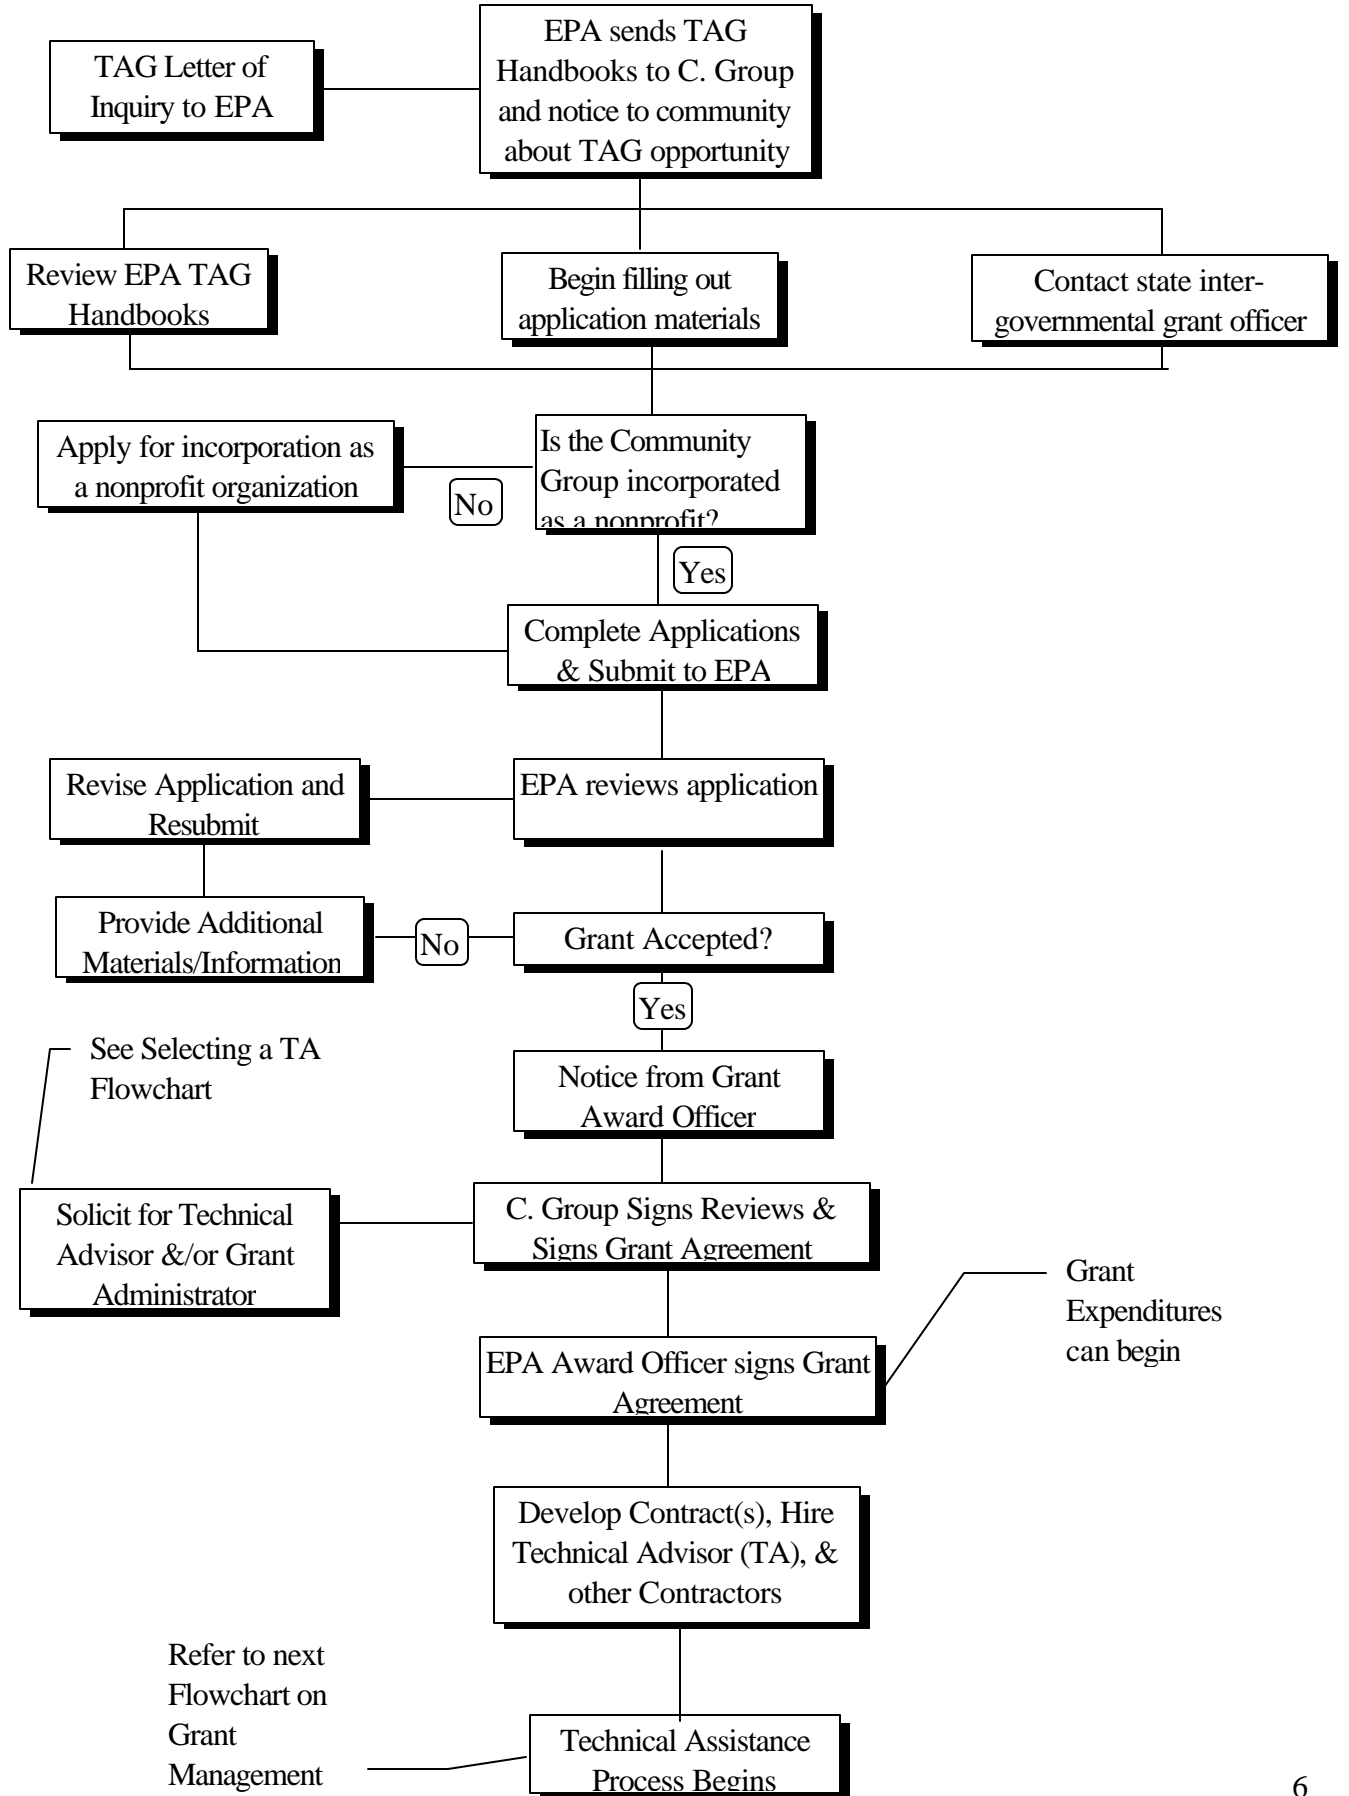 TAG Letter of
Inquiry to EPA
EPA sends TAG
Handbooks to C. Group
and notice to community
about TAG opportunity
Review EPA TAG
Handbooks
Begin filling out
application materials
Contact state inter-
governmental grant officer
Apply for incorporation as
a nonprofit organization
No
Is the Community
Group incorporated
as a nonprofit?
Yes
Complete Applications
& Submit to EPA
Revise Application and
Resubmit
EPA reviews application
Provide Additional
Materials/Information
No
Grant Accepted?
Yes
See Selecting a TA
Flowchart
Notice from Grant
Award Officer
Solicit for Technical
Advisor &/or Grant
Administrator
C. Group Signs Reviews &
Signs Grant Agreement
Grant
Expenditures
can begin
EPA Award Officer signs Grant
Agreement
Develop Contract(s), Hire
Technical Advisor (TA), &
other Contractors
Refer to next
Flowchart on
Grant
Management
Technical Assistance
Process Begins
6